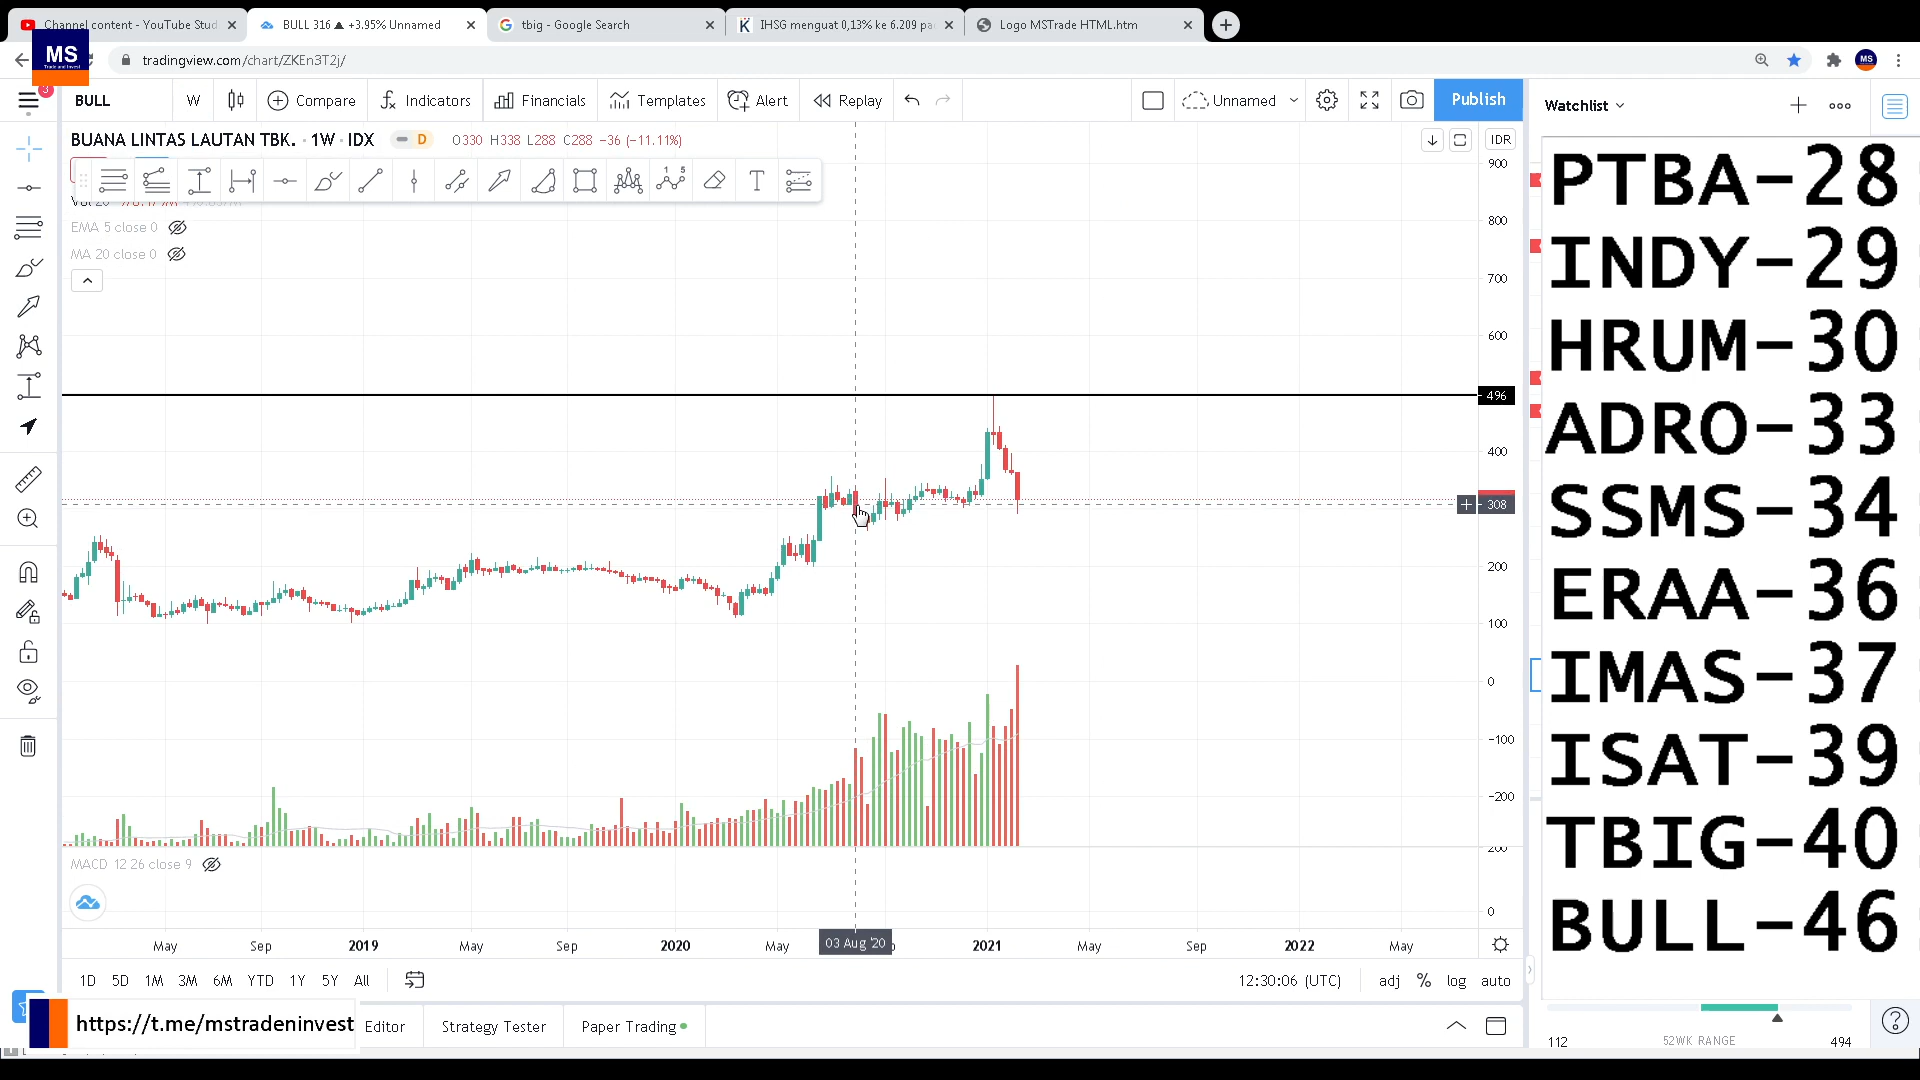 Channel content - YouTube Stud
BULL 316 ▲ +3.95% Unnamed
tbig - Google Search
IHSG menguat 0,13% ke 6.209 pa
Logo MSTrade HTML.htm
MS
Trade and Invest
tradingview.com/chart/ZKEn3T2j/
MS
3
BULL
W
Compare
Indicators
Financials
Templates
Alert
Replay
Unnamed
Publish
Watchlist
BUANA LINTAS LAUTAN TBK. · 1W · IDX
D
O330 H338 L288 C288 −36 (−11.11%)
IDR
EMA 5 close 0
MA 20 close 0
900
800
700
600
496
400
308
200
100
0
−100
−200
200
0
MACD 12 26 close 9
May
Sep
2019
May
Sep
2020
May
03 Aug '20
2021
May
Sep
2022
May
1D 5D 1M 3M 6M YTD 1Y 5Y All
12:30:06 (UTC)
adj % log auto
https://t.me/mstradeninvest
Editor
Strategy Tester
Paper Trading
PTBA-28
INDY-29
HRUM-30
ADRO-33
SSMS-34
ERAA-36
IMAS-37
ISAT-39
TBIG-40
BULL-46
112
52WK RANGE
494